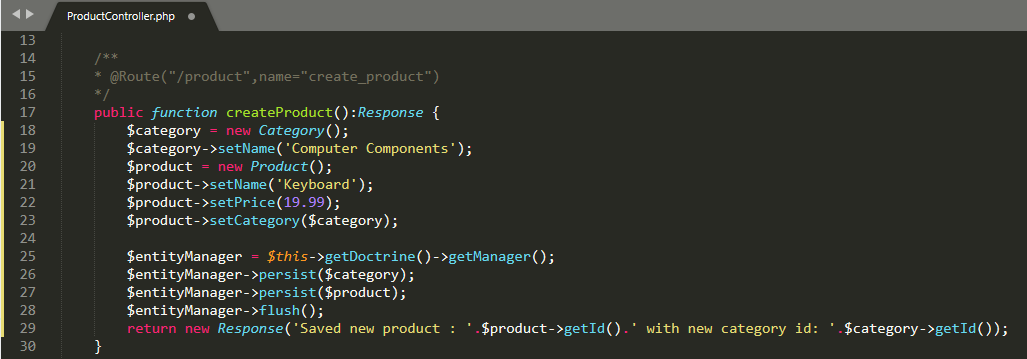 ProductController.php
13
14 /**
15 * @Route("/product",name="create_product")
16 */
17 public function createProduct():Response {
18 $category = new Category();
19 $category->setName('Computer Components');
20 $product = new Product();
21 $product->setName('Keyboard');
22 $product->setPrice(19.99);
23 $product->setCategory($category);
24
25 $entityManager = $this->getDoctrine()->getManager();
26 $entityManager->persist($category);
27 $entityManager->persist($product);
28 $entityManager->flush();
29 return new Response('Saved new product : '.$product->getId().' with new category id: '.$category->getId());
30 }